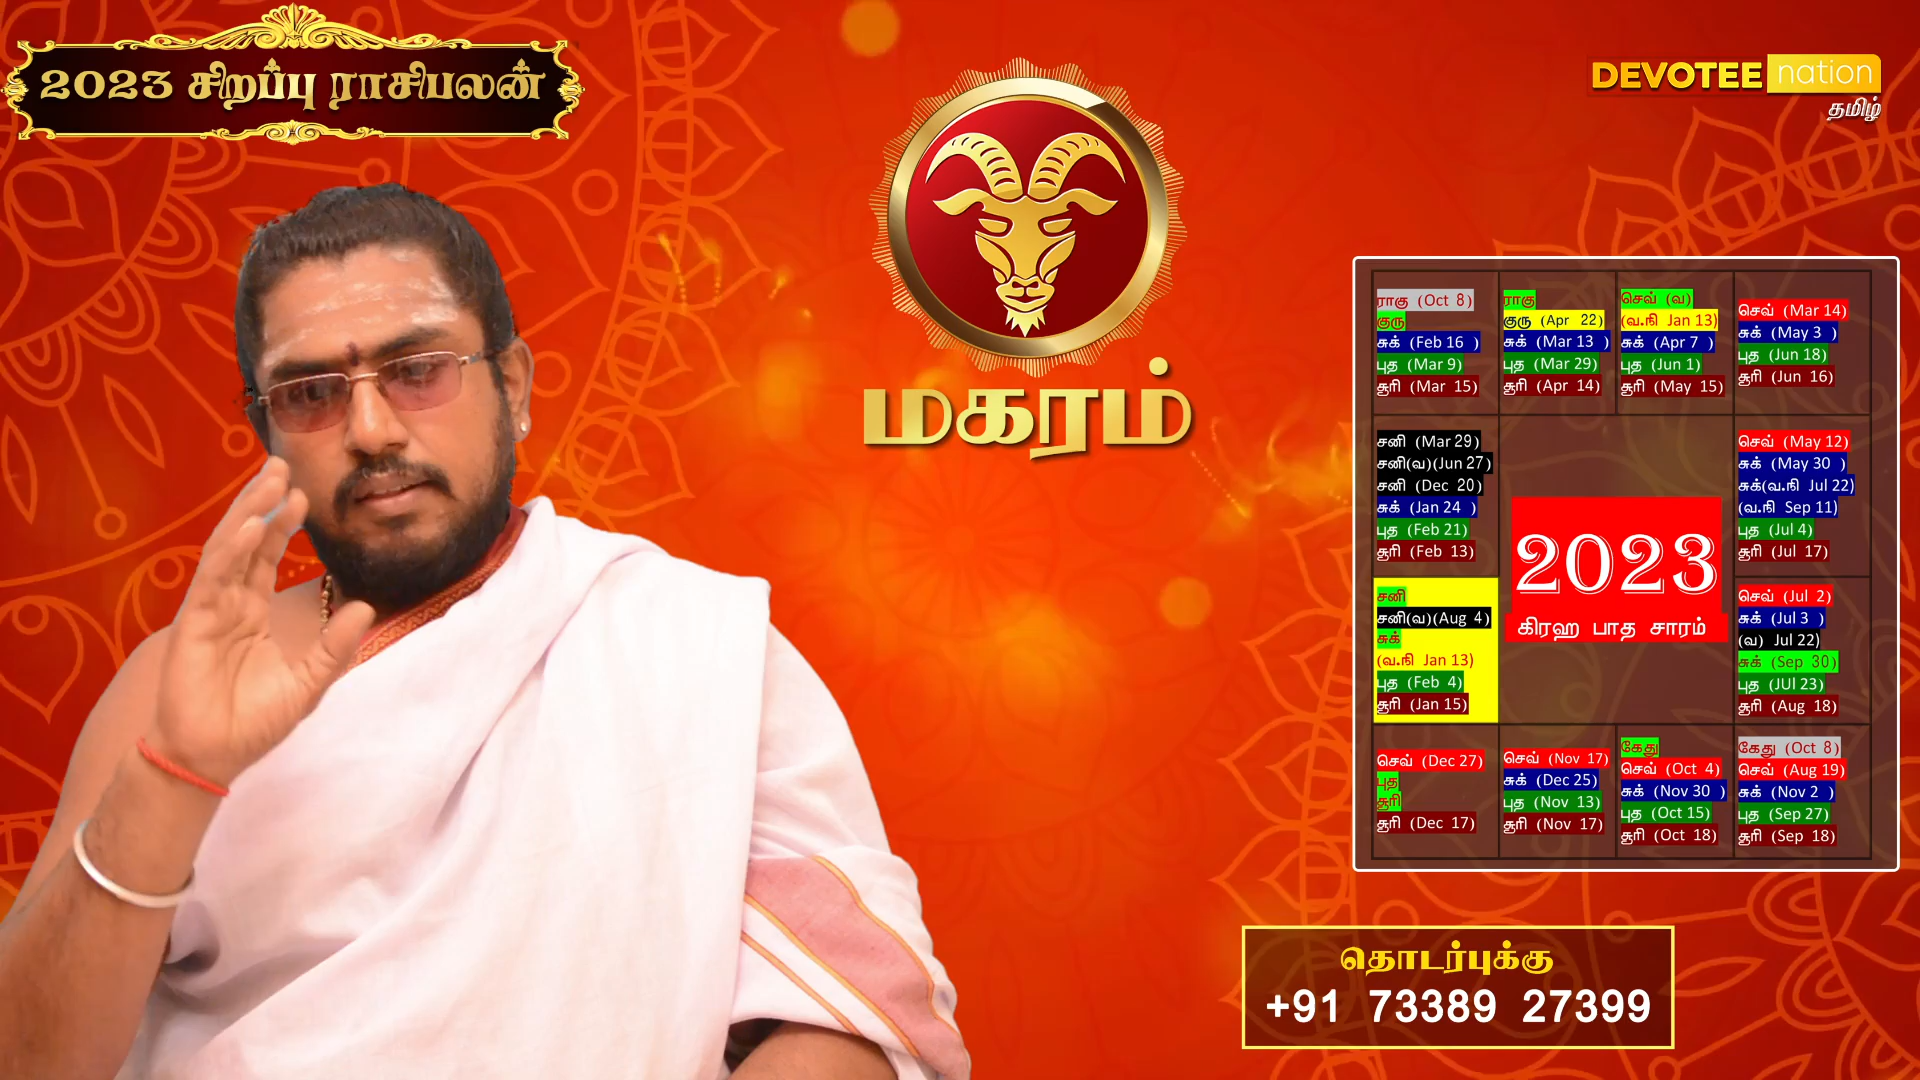 2023 சிறப்பு ராசிபலன்
DEVOTEE nation
தமிழ்
மகரம்
ராகு (Oct 8)
குரு
சுக் (Feb 16 )
புத (Mar 9)
சூரி (Mar 15)
ராகு
குரு (Apr 22)
சுக் (Mar 13 )
புத (Mar 29)
சூரி (Apr 14)
செவ் (வ)
(வ.நி Jan 13)
சுக் (Apr 7 )
புத (Jun 1)
சூரி (May 15)
செவ் (Mar 14)
சுக் (May 3 )
புத (Jun 18)
சூரி (Jun 16)
சனி (Mar 29)
சனி(வ)(Jun 27)
சனி (Dec 20)
சுக் (Jan 24 )
புத (Feb 21)
சூரி (Feb 13)
செவ் (May 12)
சுக் (May 30 )
சுக்(வ.நி Jul 22)
(வ.நி Sep 11)
புத (Jul 4)
சூரி (Jul 17)
2023
கிரஹ பாத சாரம்
சனி
சனி(வ)(Aug 4)
சுக்
(வ.நி Jan 13)
புத (Feb 4)
சூரி (Jan 15)
செவ் (Jul 2)
சுக் (Jul 3 )
(வ) Jul 22)
சுக் (Sep 30)
புத (JUl 23)
சூரி (Aug 18)
செவ் (Dec 27)
புத
சூரி
சூரி (Dec 17)
செவ் (Nov 17)
சுக் (Dec 25)
புத (Nov 13)
சூரி (Nov 17)
கேது
செவ் (Oct 4)
சுக் (Nov 30 )
புத (Oct 15)
சூரி (Oct 18)
கேது (Oct 8)
செவ் (Aug 19)
சுக் (Nov 2 )
புத (Sep 27)
சூரி (Sep 18)
தொடர்புக்கு
+91 73389 27399